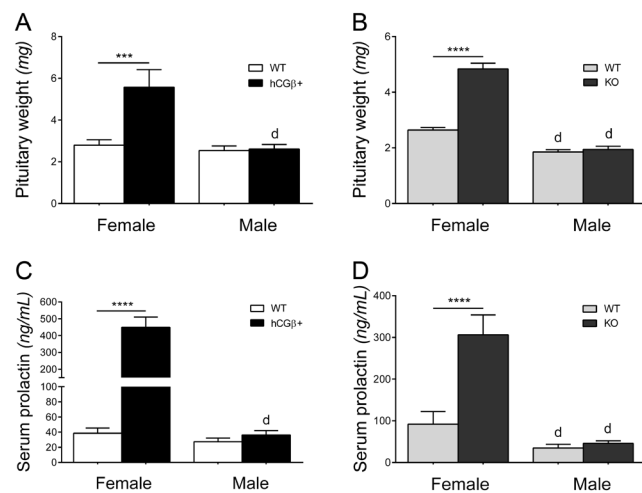 A
Pituitary weight (mg)
8
6
4
2
0
***
d
WT
hCGβ+
Female
Male
B
Pituitary weight (mg)
6
4
2
0
****
d
d
WT
KO
Female
Male
C
Serum prolactin (ng/mL)
600
500
400
300
200
100
80
60
40
20
0
****
d
WT
hCGβ+
Female
Male
D
Serum prolactin (ng/mL)
400
300
200
100
0
****
d
d
WT
KO
Female
Male